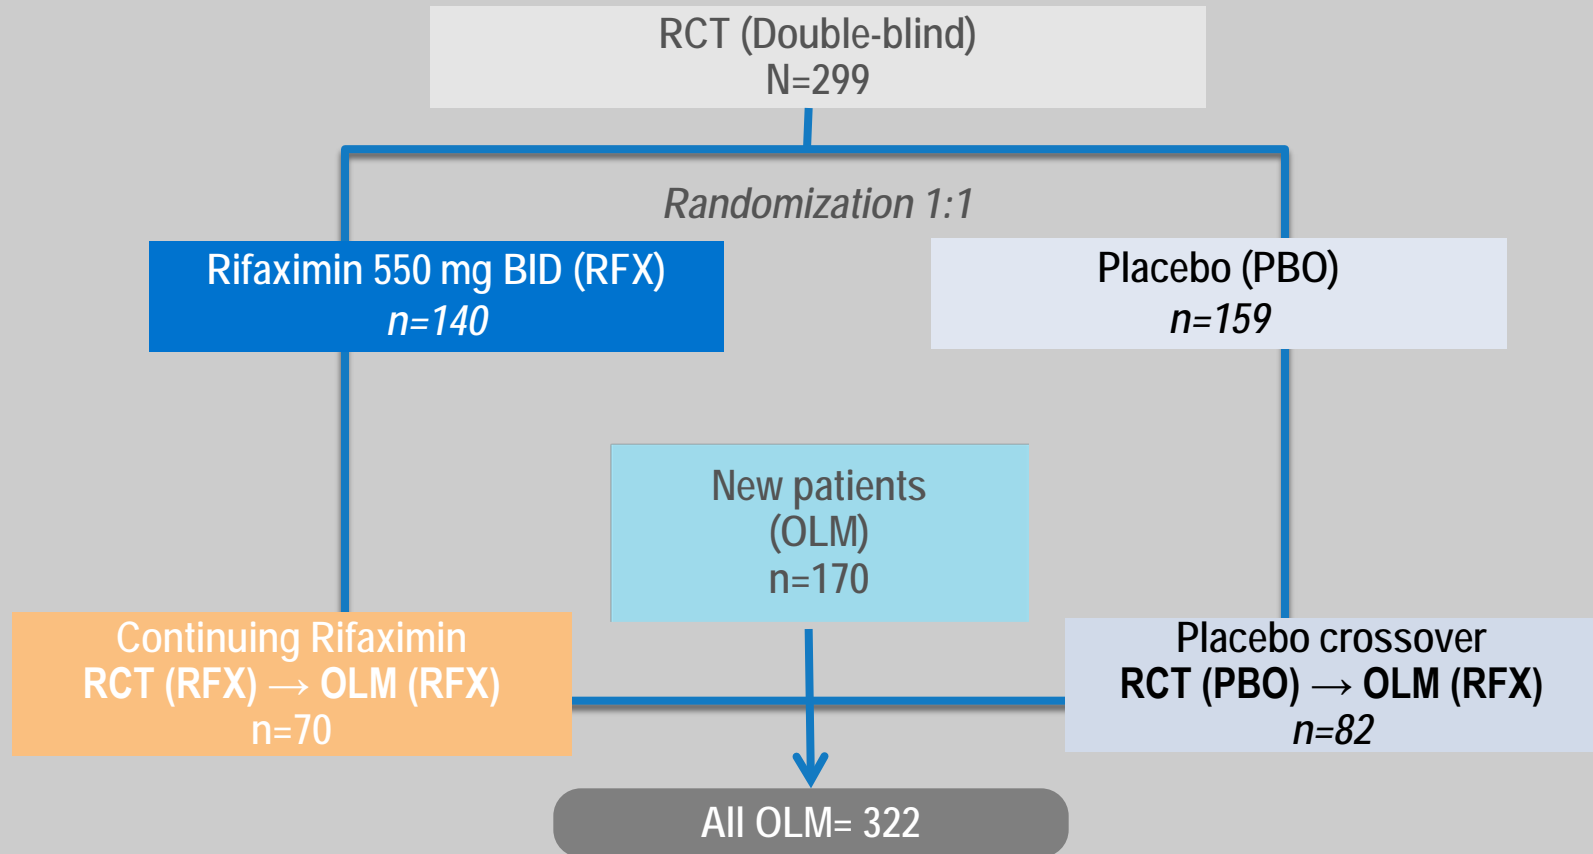 RCT (Double-blind)
N=299
Randomization 1:1
Rifaximin 550 mg BID (RFX)
n=140
Placebo (PBO)
n=159
New patients
(OLM)
n=170
Continuing Rifaximin
RCT (RFX) → OLM (RFX)
n=70
Placebo crossover
RCT (PBO) → OLM (RFX)
n=82
All OLM= 322